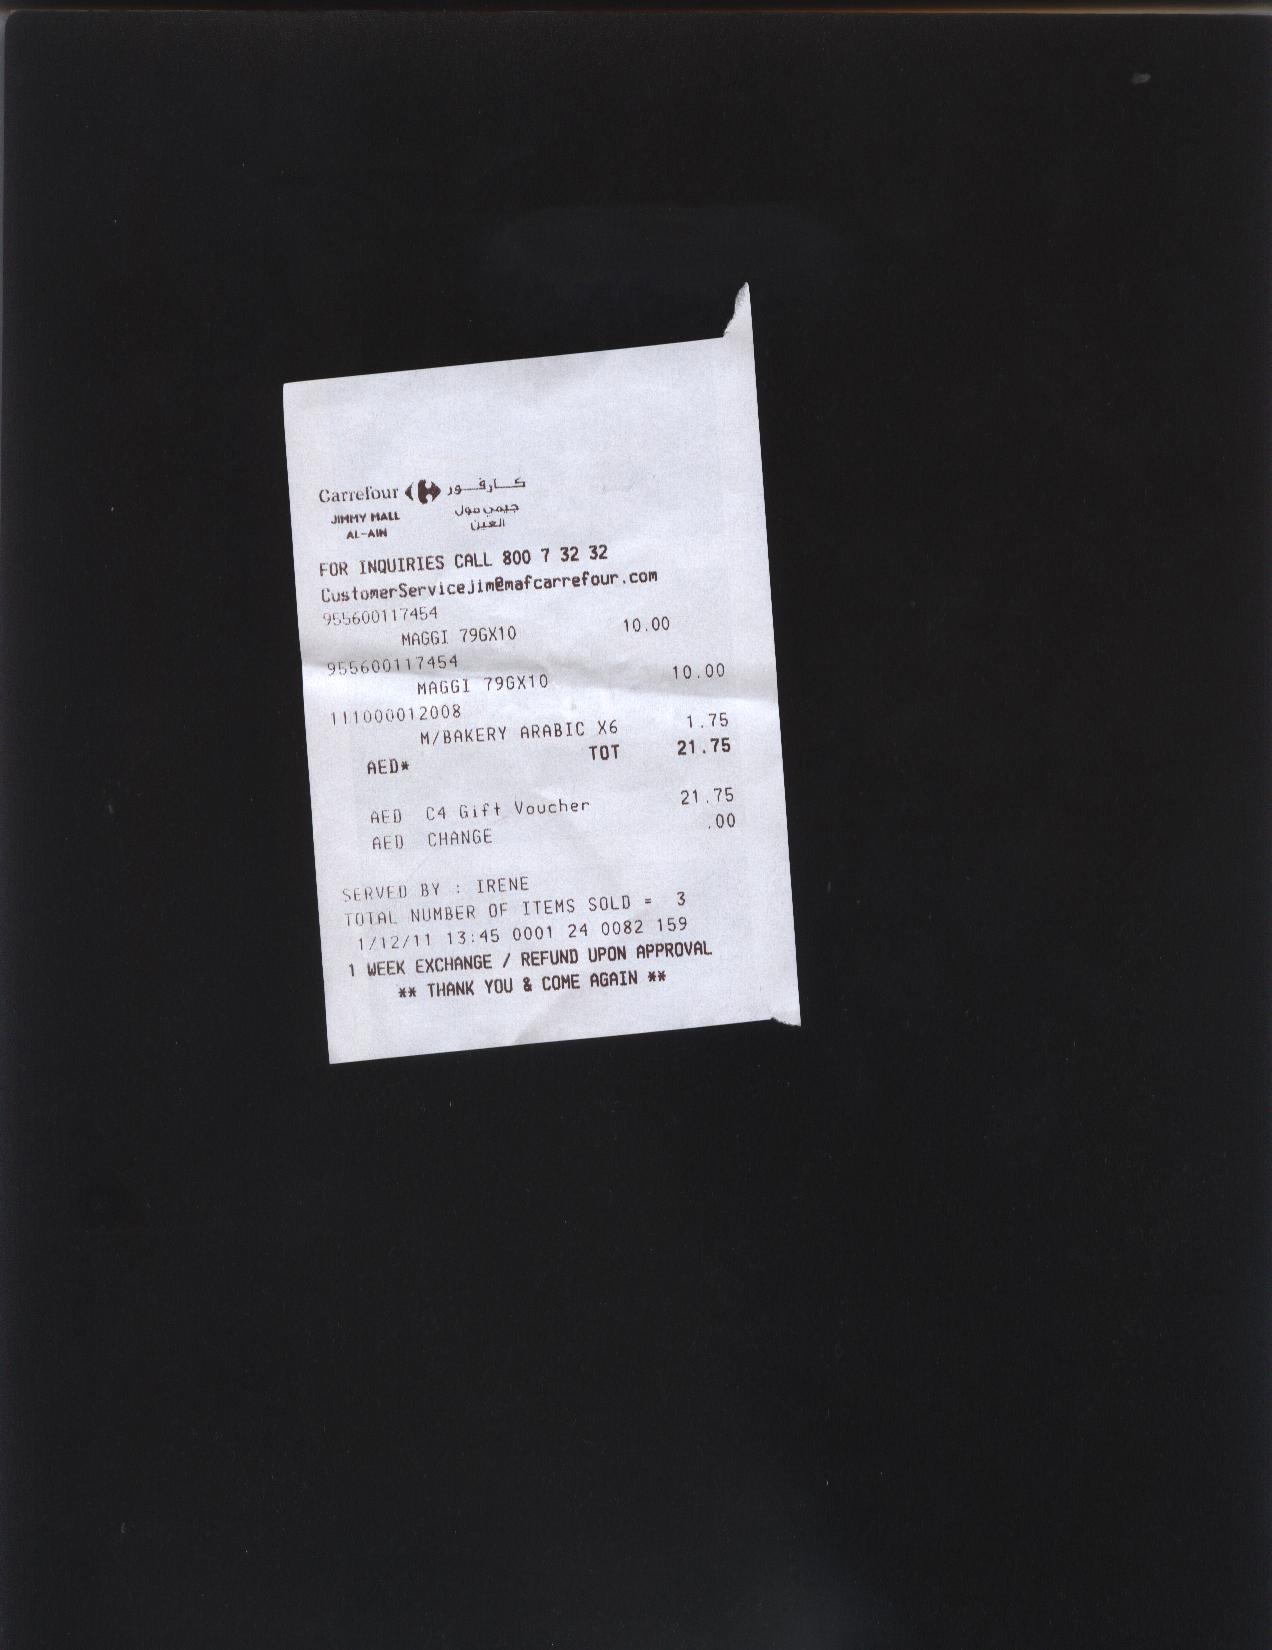 Carrefour كارفور
JIMMY MALL جيمي مول
AL-AIN العين
FOR INQUIRIES CALL 800 7 32 32
CustomerServicejim@mafcarrefour.com
955600117454
MAGGI 79GX10 10.00
955600117454
MAGGI 79GX10 10.00
111000012008
M/BAKERY ARABIC X6 1.75
AED* TOT 21.75
AED C4 Gift Voucher 21.75
AED CHANGE .00
SERVED BY : IRENE
TOTAL NUMBER OF ITEMS SOLD = 3
1/12/11 13:45 0001 24 0082 159
1 WEEK EXCHANGE / REFUND UPON APPROVAL
** THANK YOU & COME AGAIN **